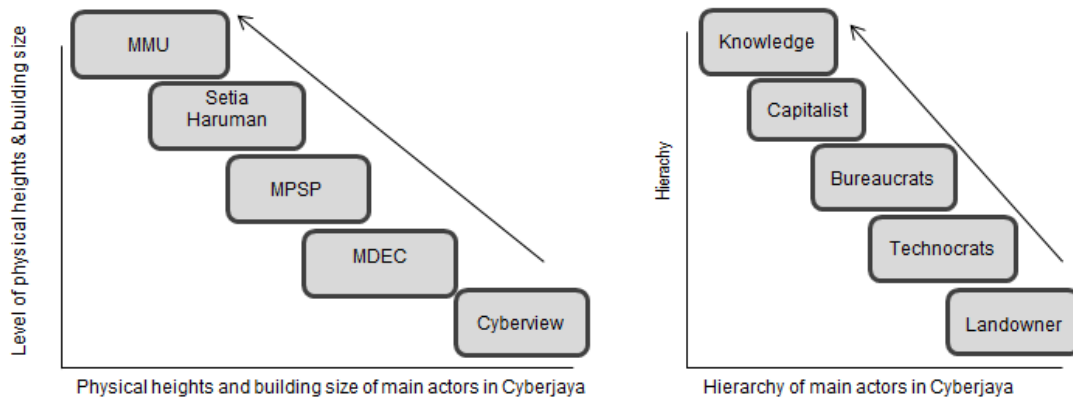 Level of physical heights & building size
MMU
Setia
Haruman
MPSP
MDEC
Cyberview
Physical heights and building size of main actors in Cyberjaya
Hierachy
Knowledge
Capitalist
Bureaucrats
Technocrats
Landowner
Hierarchy of main actors in Cyberjaya